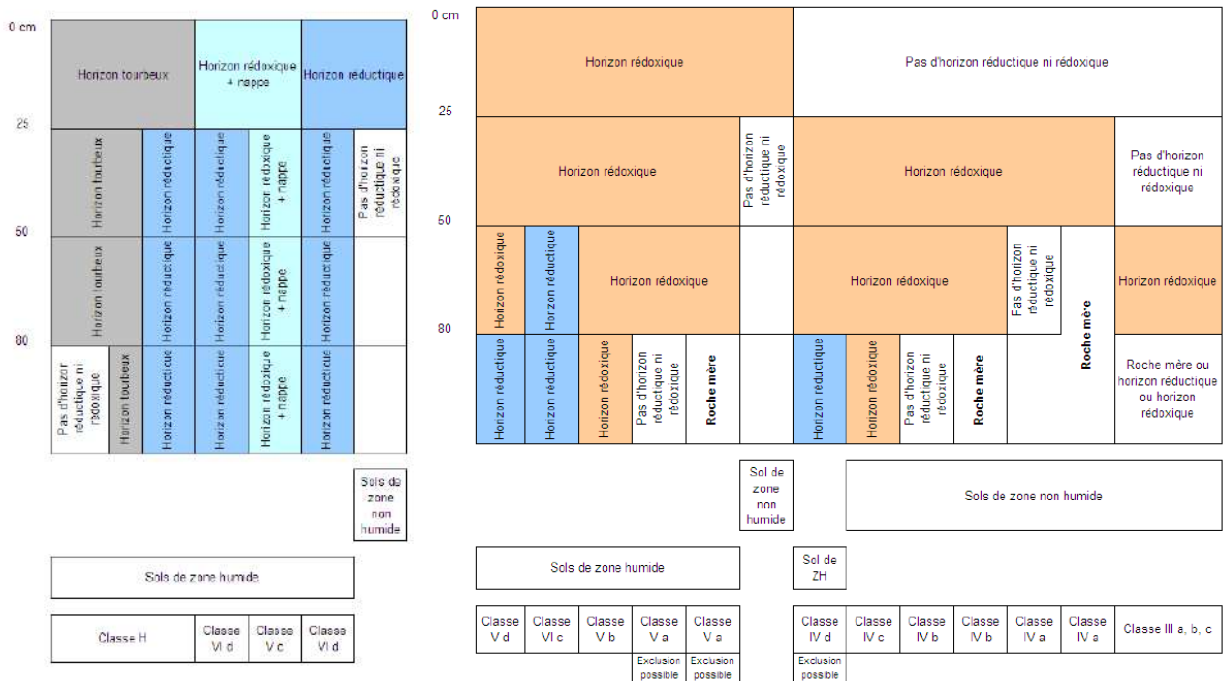 0 cm
Horizon tourbeux
Horizon rédoxique
+ nappe
Horizon réductique
25
Horizon tourbeux
Horizon réductique
Horizon réductique
Horizon rédoxique
+ nappe
Horizon réductique
Pas d'horizon
réductique ni
rédoxique
50
Horizon tourbeux
Horizon réductique
Horizon réductique
Horizon rédoxique
+ nappe
Horizon réductique
80
Pas d'horizon
réductique ni
rédoxique
Horizon tourbeux
Horizon réductique
Horizon réductique
Horizon rédoxique
+ nappe
Horizon réductique
Sols de
zone
non
humide
Sols de zone humide
Classe H
Classe
VI d
Classe
V c
Classe
VI d
0 cm
Horizon rédoxique
Pas d'horizon réductique ni rédoxique
25
Horizon rédoxique
Pas d'horizon
réductique ni
rédoxique
Horizon rédoxique
Pas d'horizon
réductique ni
rédoxique
50
Horizon rédoxique
Horizon réductique
Horizon rédoxique
Horizon rédoxique
Pas d'horizon
réductique ni
rédoxique
Roche mère
Horizon rédoxique
80
Horizon réductique
Horizon réductique
Horizon rédoxique
Pas d'horizon
réductique ni
rédoxique
Roche mère
Horizon réductique
Horizon rédoxique
Pas d'horizon
réductique ni
rédoxique
Roche mère
Roche mère ou
horizon réductique
ou horizon
rédoxique
Sol de
zone
non
humide
Sols de zone non humide
Sols de zone humide
Sol de
ZH
Classe
V d
Classe
VI c
Classe
V b
Classe
V a
Classe
V a
Classe
IV d
Classe
IV c
Classe
IV b
Classe
IV b
Classe
IV a
Classe
IV a
Classe III a, b, c
Exclusion
possible
Exclusion
possible
Exclusion
possible